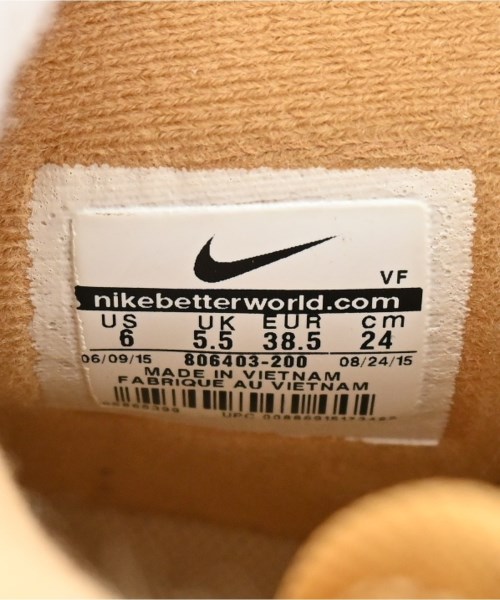 VF
nikebetterworld.com
US UK EUR cm
6 5.5 38.5 24
06/09/15 806403-200 08/24/15
MADE IN VIETNAM
FABRIQUE AU VIETNAM
UPC